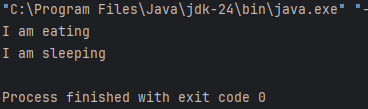 "C:\Program Files\Java\jdk-24\bin\java.exe" "-
I am eating
I am sleeping
Process finished with exit code 0